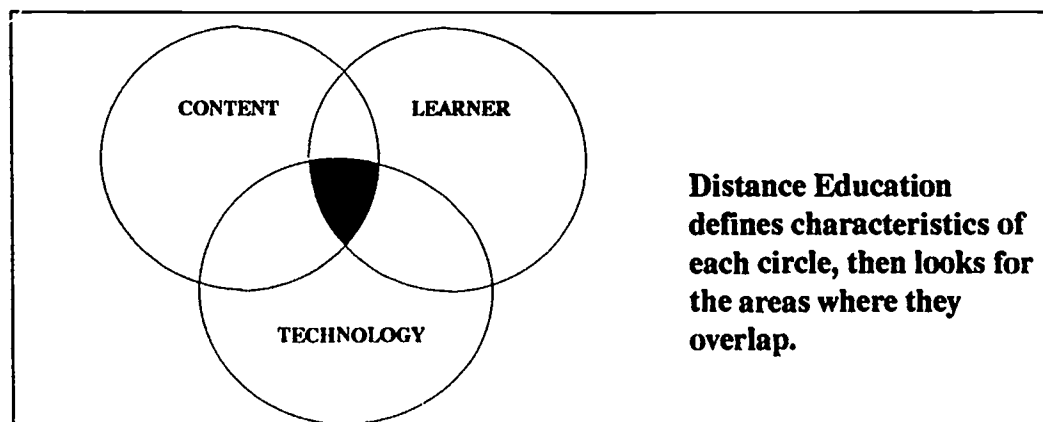 CONTENT
LEARNER
TECHNOLOGY
Distance Education
defines characteristics of
each circle, then looks for
the areas where they
overlap.